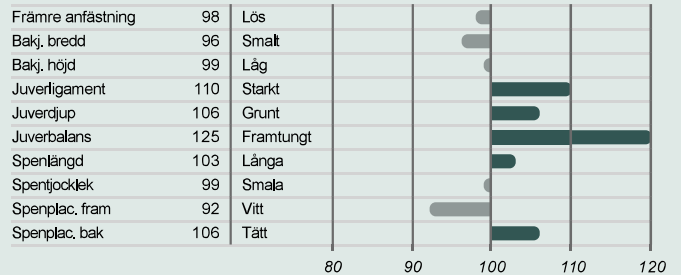 Främre anfästning 98 Lös
Bakj. bredd 96 Smalt
Bakj. höjd 99 Låg
Juverligament 110 Starkt
Juverdjup 106 Grunt
Juverbalans 125 Framtungt
Spenlängd 103 Långa
Spentjocklek 99 Smala
Spenplac. fram 92 Vitt
Spenplac. bak 106 Tätt
80 90 100 110 120